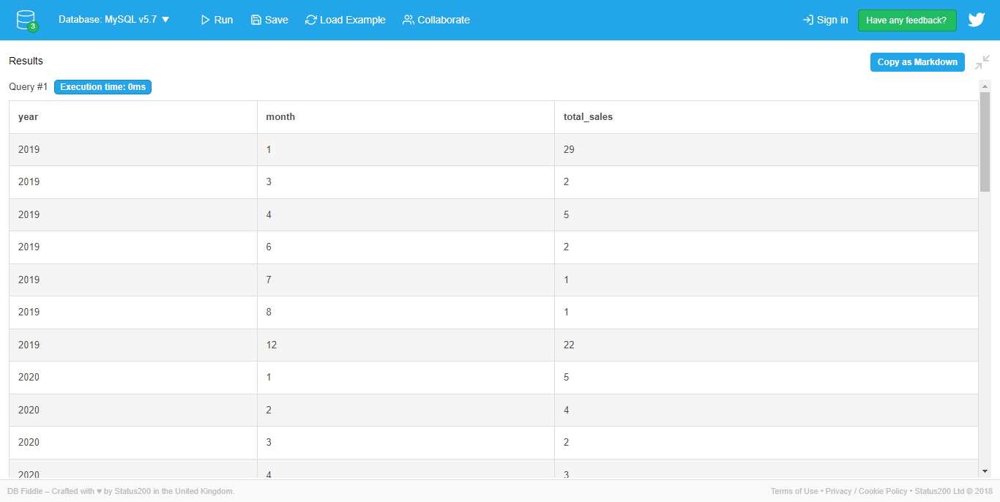 3 Database: MySQL v5.7 ▼ Run Save Load Example Collaborate Sign in Have any feedback?
Results Copy as Markdown
Query #1 Execution time: 0ms
year month total_sales
2019 1 29
2019 3 2
2019 4 5
2019 6 2
2019 7 1
2019 8 1
2019 12 22
2020 1 5
2020 2 4
2020 3 2
2020 4 3
DB Fiddle – Crafted with ♥ by Status200 in the United Kingdom. Terms of Use • Privacy / Cookie Policy • Status200 Ltd © 2018